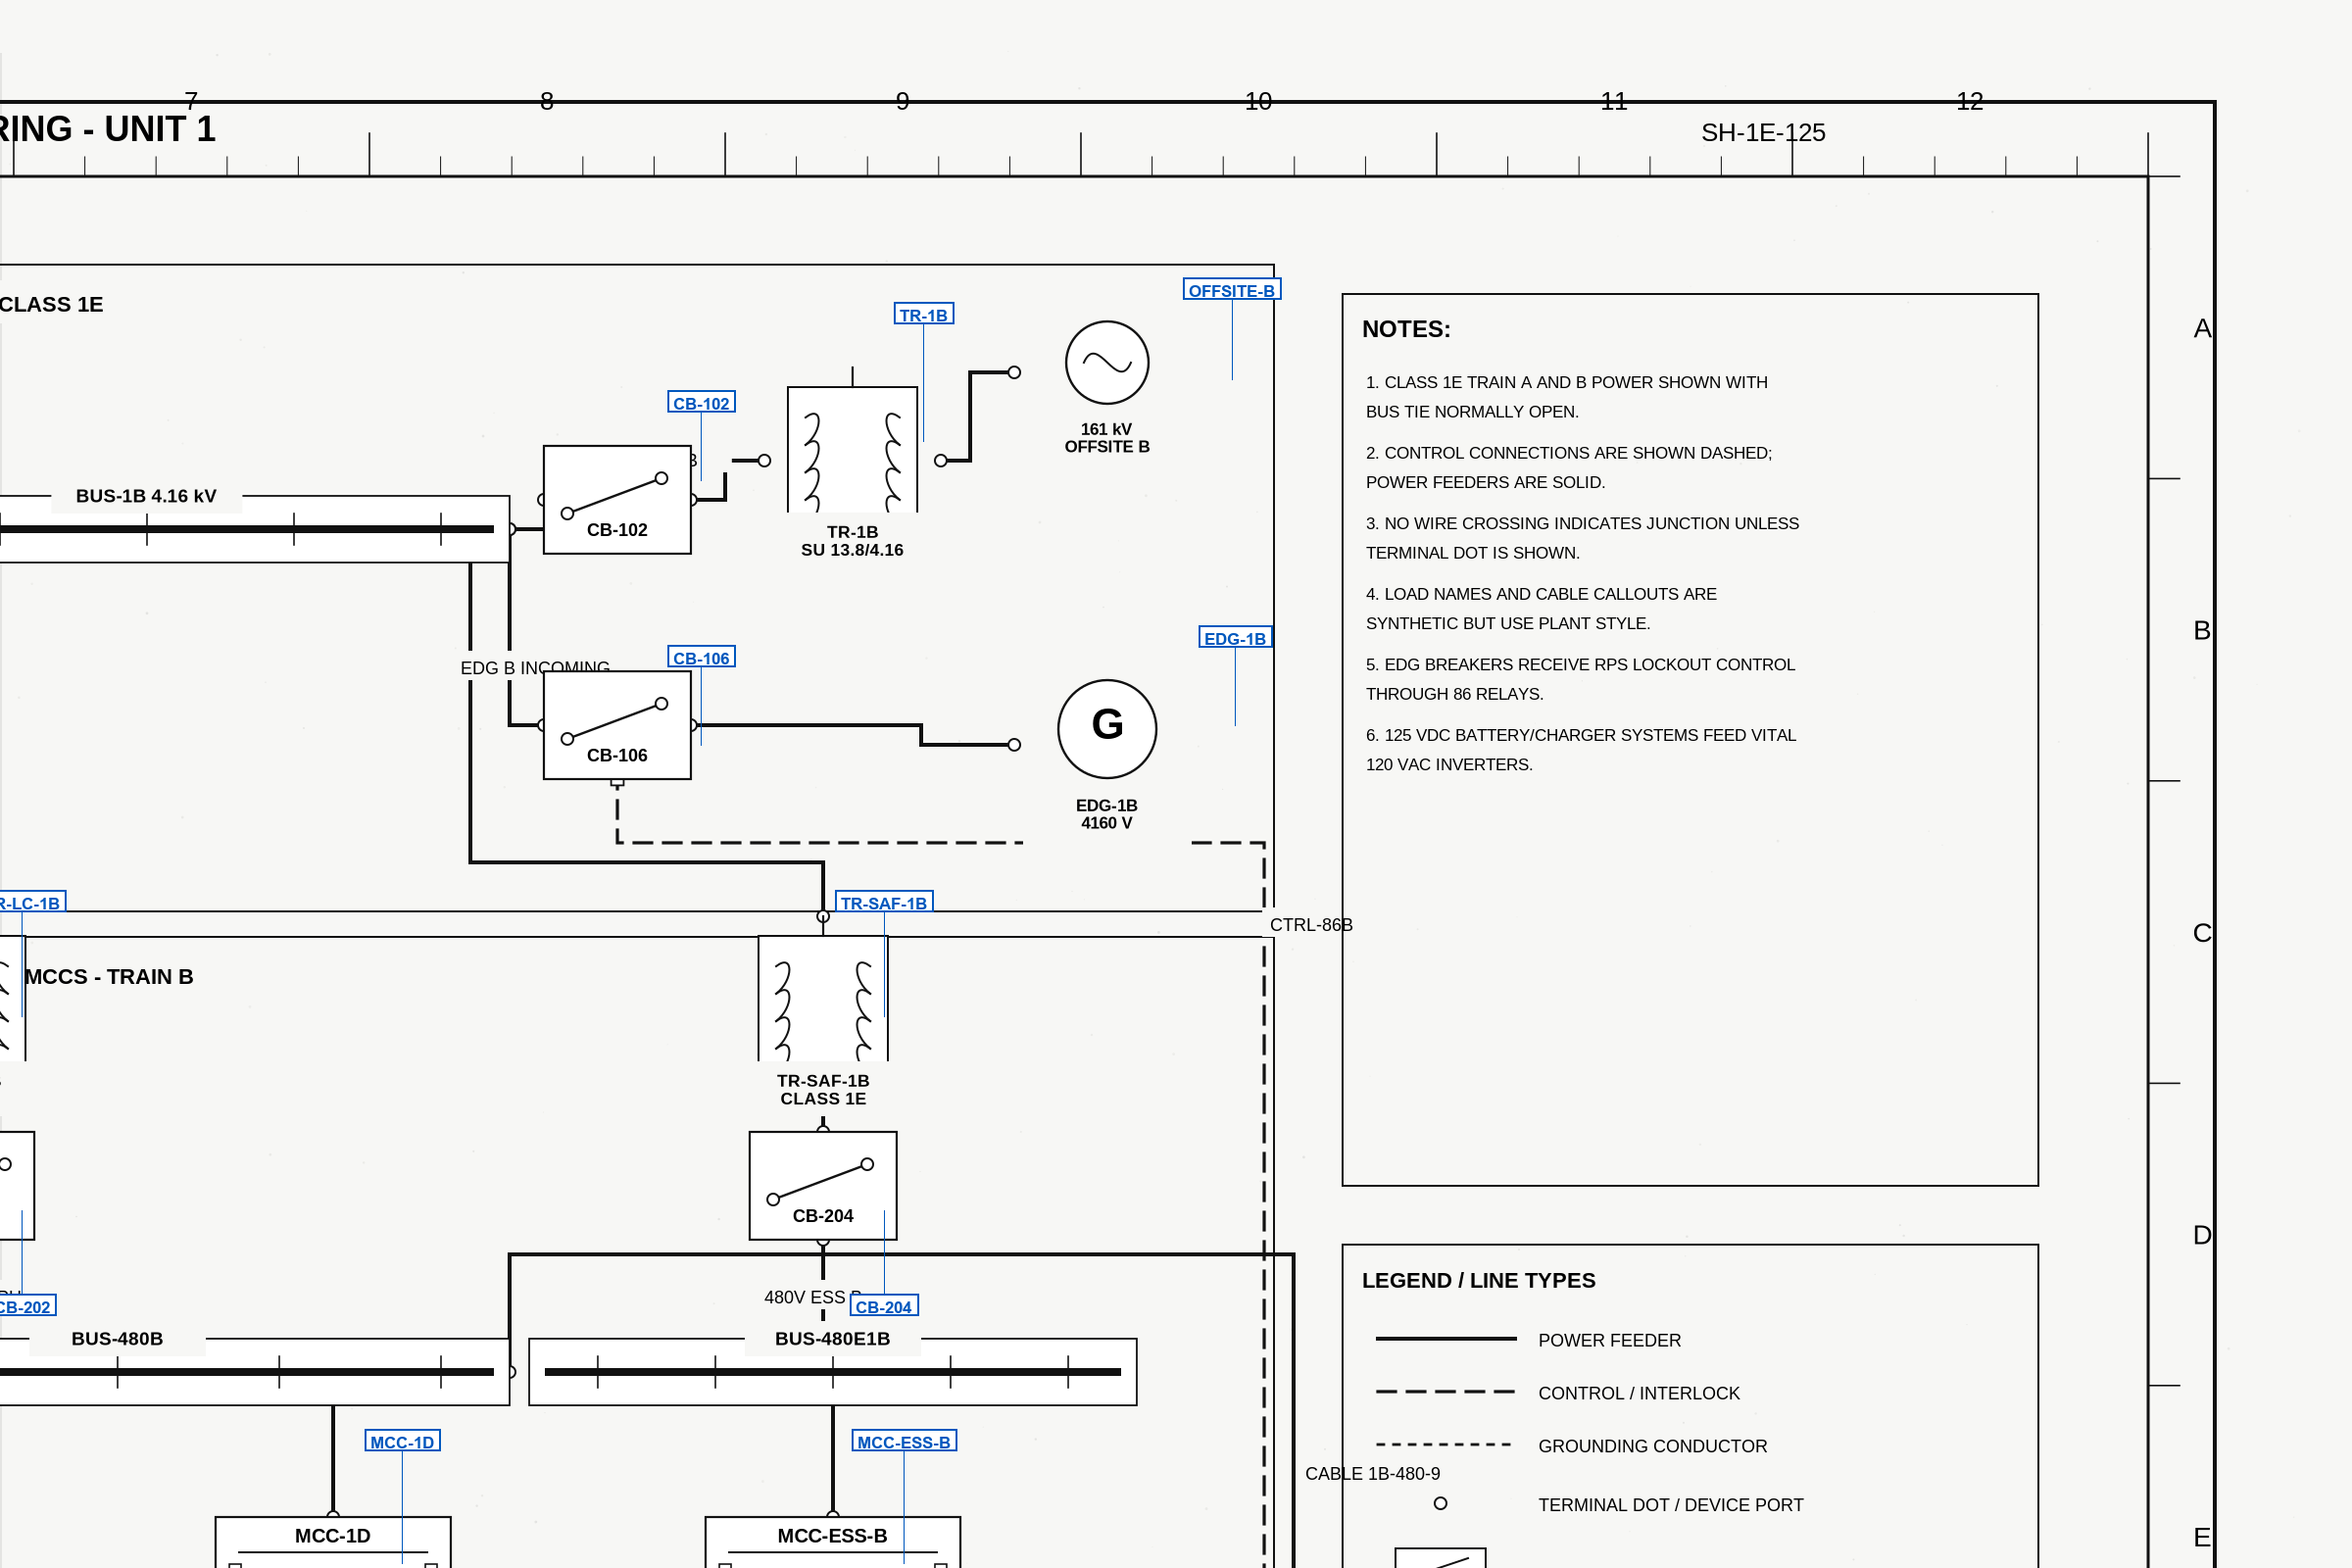 7 8 9 10 11 12
RING - UNIT 1
SH-1E-125
CLASS 1E
OFFSITE-B
TR-1B
CB-102
161 kV
OFFSITE B
BUS-1B 4.16 kV
CB-102
TR-1B
SU 13.8/4.16
EDG B INCOMING
CB-106
EDG-1B
G
CB-106
EDG-1B
4160 V
R-LC-1B
TR-SAF-1B
CTRL-86B
MCCS - TRAIN B
TR-SAF-1B
CLASS 1E
CB-204
480V ESS
CB-202
CB-204
BUS-480B
BUS-480E1B
MCC-1D
MCC-ESS-B
CABLE 1B-480-9
MCC-1D
MCC-ESS-B
NOTES:
1. CLASS 1E TRAIN A AND B POWER SHOWN WITH
BUS TIE NORMALLY OPEN.
2. CONTROL CONNECTIONS ARE SHOWN DASHED;
POWER FEEDERS ARE SOLID.
3. NO WIRE CROSSING INDICATES JUNCTION UNLESS
TERMINAL DOT IS SHOWN.
4. LOAD NAMES AND CABLE CALLOUTS ARE
SYNTHETIC BUT USE PLANT STYLE.
5. EDG BREAKERS RECEIVE RPS LOCKOUT CONTROL
THROUGH 86 RELAYS.
6. 125 VDC BATTERY/CHARGER SYSTEMS FEED VITAL
120 VAC INVERTERS.
LEGEND / LINE TYPES
POWER FEEDER
CONTROL / INTERLOCK
GROUNDING CONDUCTOR
TERMINAL DOT / DEVICE PORT
A
B
C
D
E